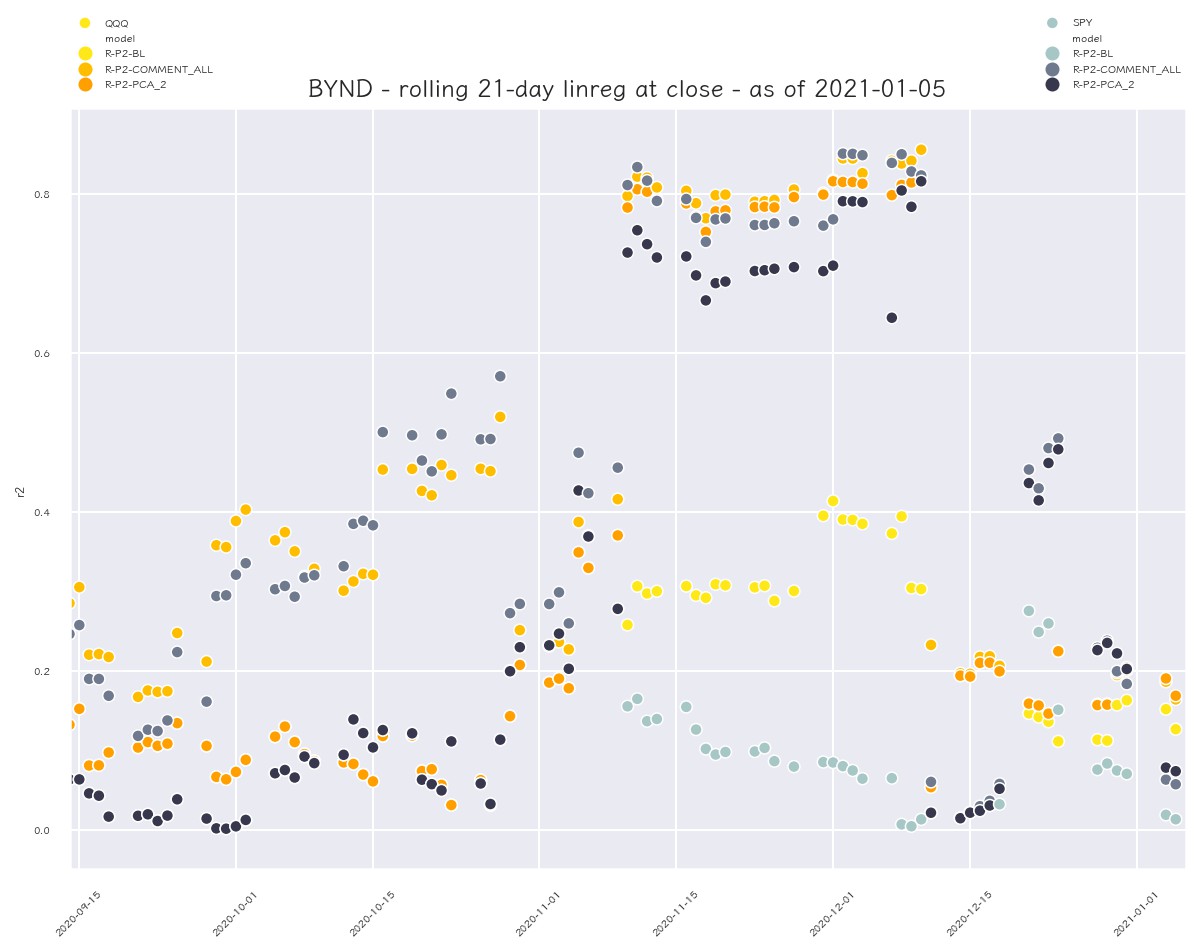 QQQ
model
R-P2-BL
R-P2-COMMENT_ALL
R-P2-PCA_2
SPY
model
R-P2-BL
R-P2-COMMENT_ALL
R-P2-PCA_2
BYND - rolling 21-day linreg at close - as of 2021-01-05
0.8
0.6
0.4
0.2
0.0
r2
2020-09-15
2020-10-01
2020-10-15
2020-11-01
2020-11-15
2020-12-01
2020-12-15
2021-01-01